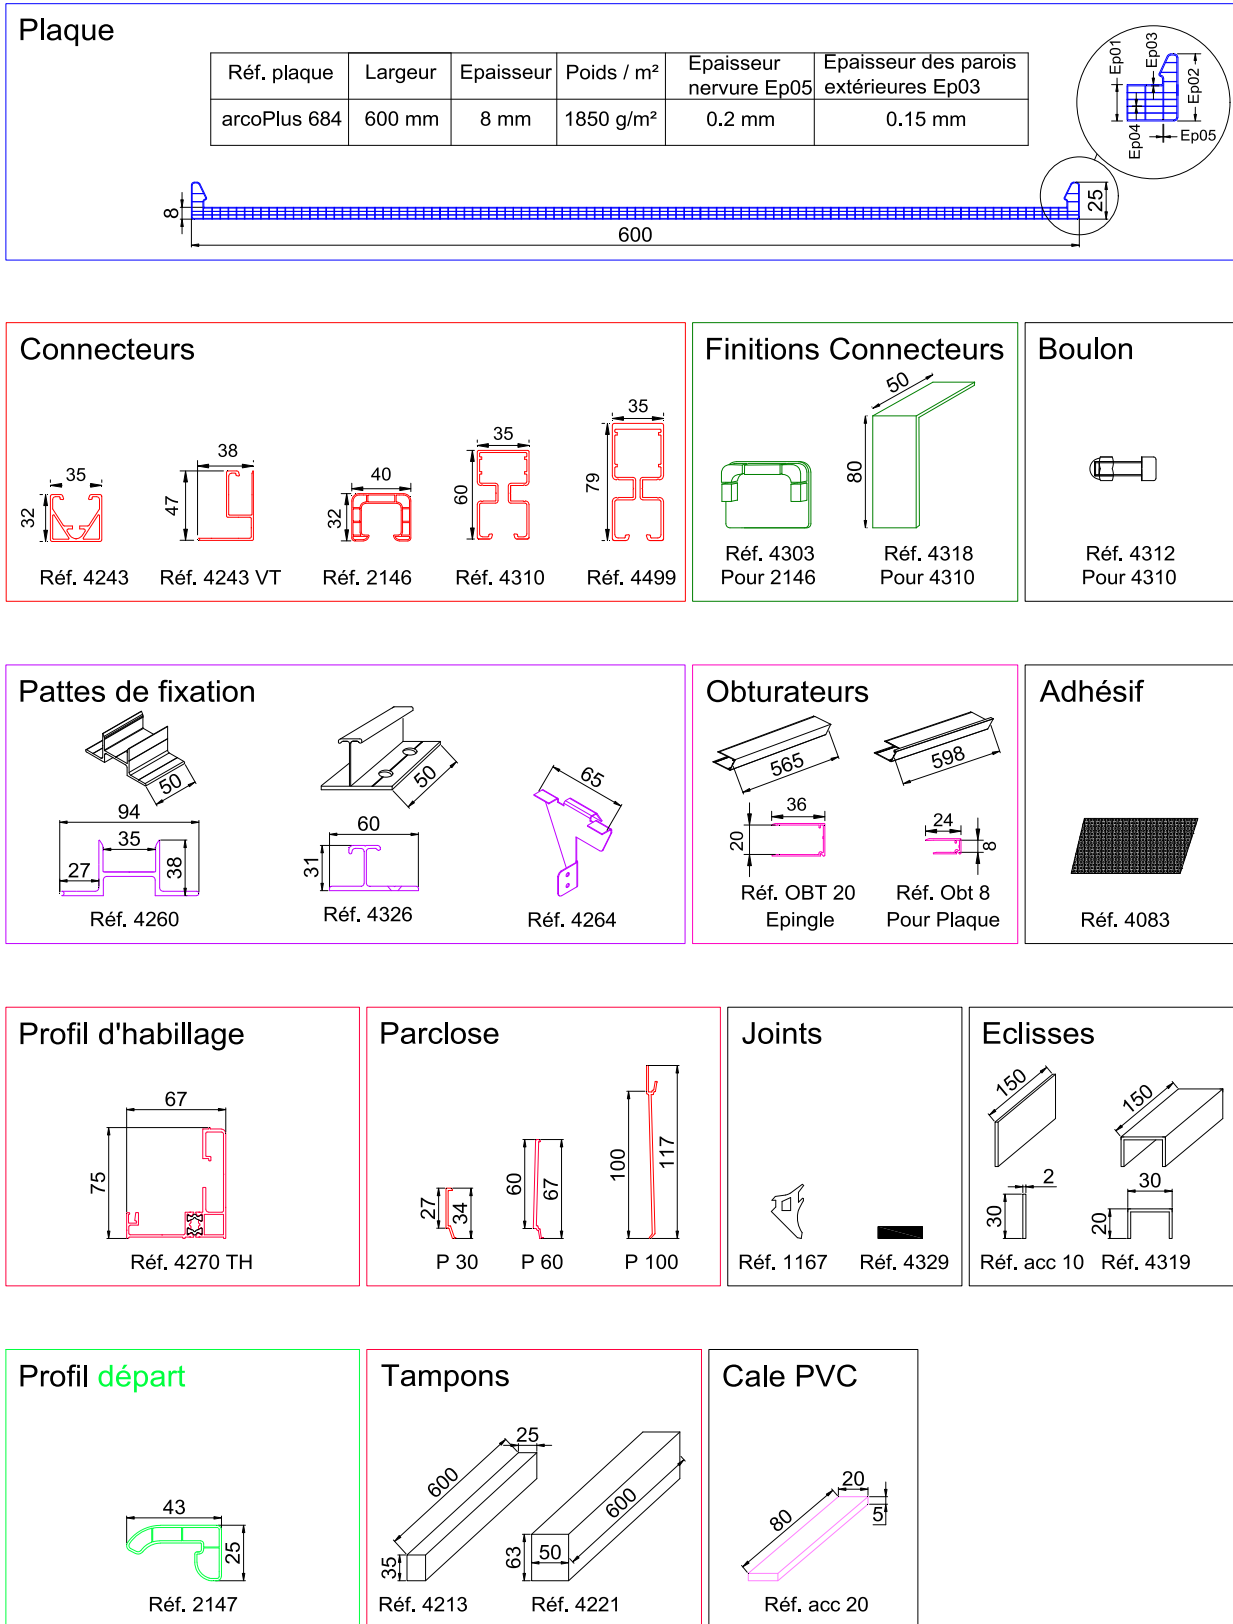 Plaque
Réf. plaque Largeur Epaisseur Poids / m² Epaisseur nervure Ep05 Epaisseur des parois extérieures Ep03
arcoPlus 684 600 mm 8 mm 1850 g/m² 0.2 mm 0.15 mm
Ep01 Ep03 Ep02
Ep04 Ep05
8 600 25
Connecteurs
35 32 Réf. 4243
38 47 Réf. 4243 VT
40 32 Réf. 2146
35 60 Réf. 4310
35 79 Réf. 4499
Finitions Connecteurs
Réf. 4303
Pour 2146
50 80
Réf. 4318
Pour 4310
Boulon
Réf. 4312
Pour 4310
Pattes de fixation
50
94
35
27 38
Réf. 4260
50
60
31
Réf. 4326
65
Réf. 4264
Obturateurs
565
36
20
Réf. OBT 20
Epingle
598
24
8
Réf. Obt 8
Pour Plaque
Adhésif
Réf. 4083
Profil d'habillage
67
75
Réf. 4270 TH
Parclose
27 34
P 30
60 67
P 60
100 117
P 100
Joints
Réf. 1167 Réf. 4329
Eclisses
150
2
30
Réf. acc 10
150
30
20
Réf. 4319
Profil départ
43
25
Réf. 2147
Tampons
25
600
35
Réf. 4213
600
63 50
Réf. 4221
Cale PVC
20
80 5
Réf. acc 20